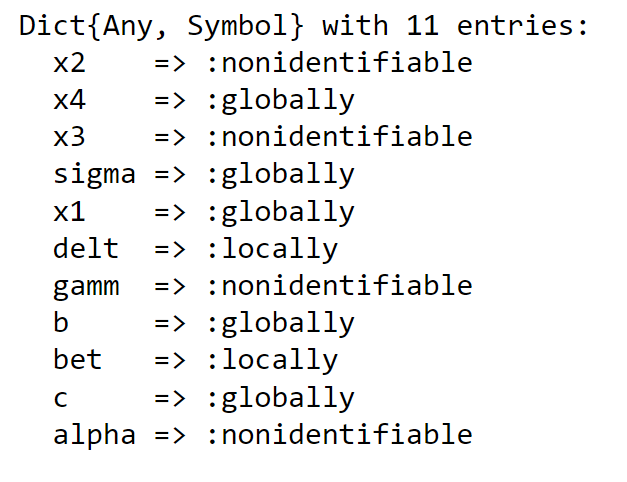 Dict{Any, Symbol} with 11 entries:
  x2    => :nonidentifiable
  x4    => :globally
  x3    => :nonidentifiable
  sigma => :globally
  x1    => :globally
  delt  => :locally
  gamm  => :nonidentifiable
  b     => :globally
  bet   => :locally
  c     => :globally
  alpha => :nonidentifiable